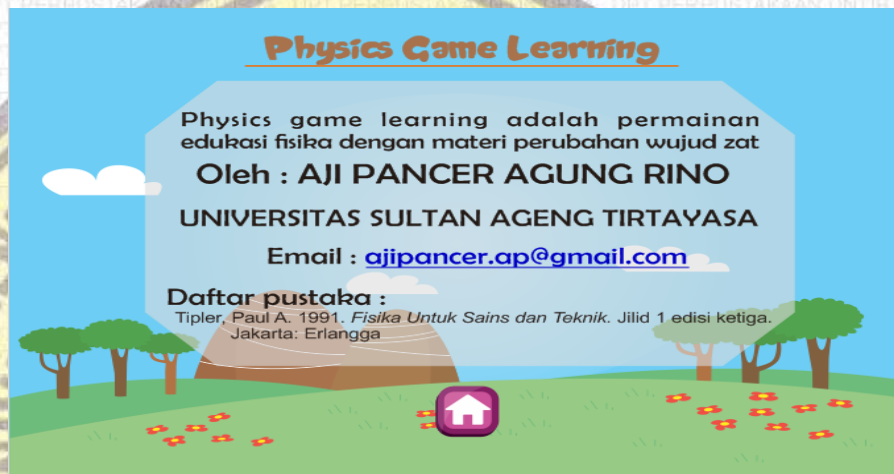 Physics Game Learning
Physics game learning adalah permainan
edukasi fisika dengan materi perubahan wujud zat
Oleh : AJI PANCER AGUNG RINO
UNIVERSITAS SULTAN AGENG TIRTAYASA
Email : ajipancer.ap@gmail.com
Daftar pustaka :
Tipler, Paul A. 1991. Fisika Untuk Sains dan Teknik. Jilid 1 edisi ketiga.
Jakarta: Erlangga